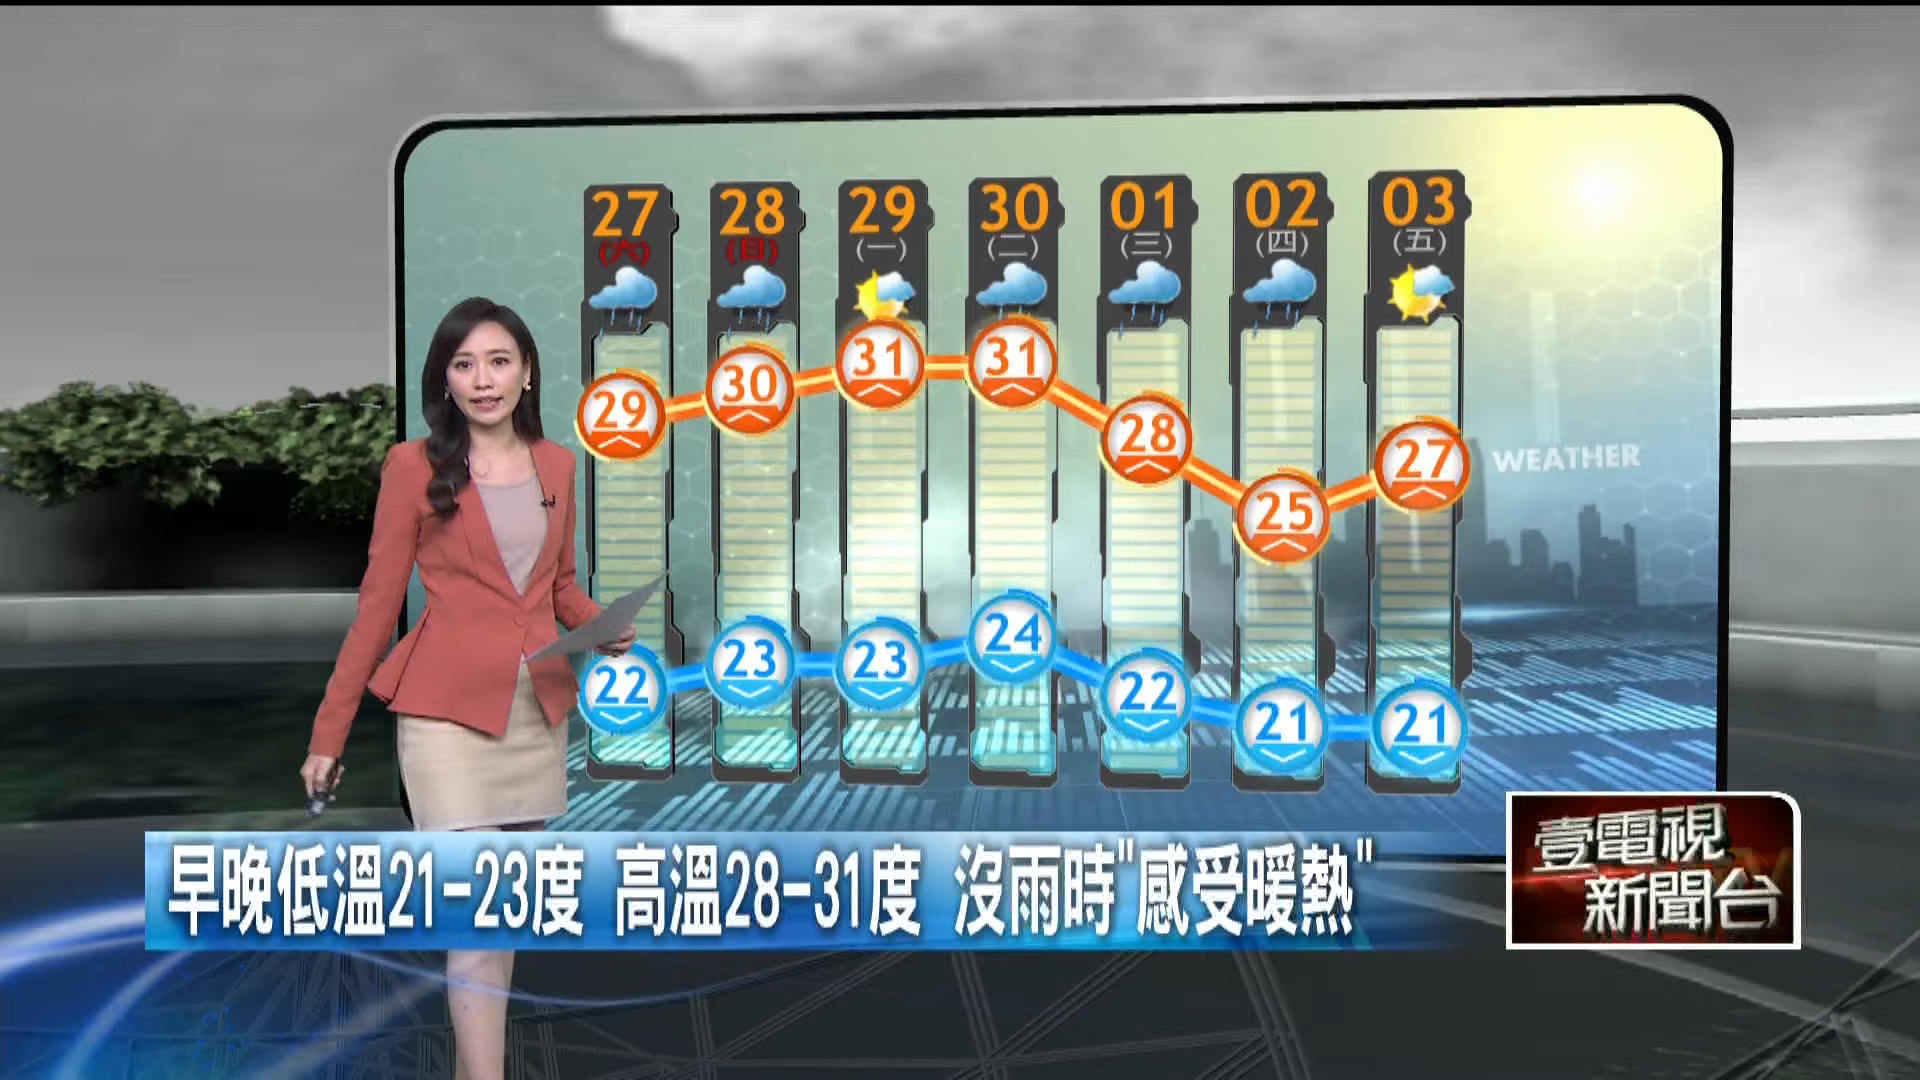 27 28 29 30 01 02 03
(六) (日) (一) (二) (三) (四) (五)
29 30 31 31 28 25 27
WEATHER
22 23 23 24 22 21 21
早晚低溫21-23度 高溫28-31度 沒雨時"感受暖熱"
壹電視
新聞台